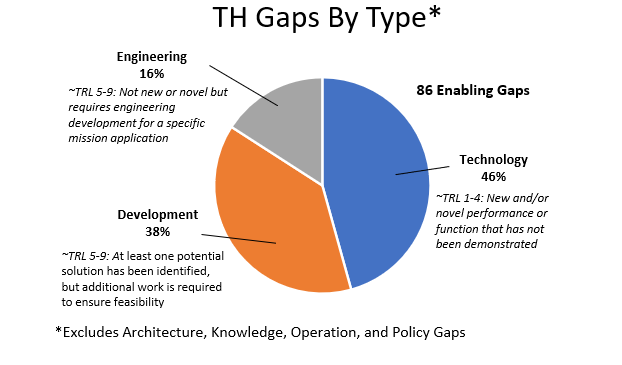 TH Gaps By Type*
Engineering
16%
~TRL 5-9: Not new or novel but
requires engineering
development for a specific
mission application
86 Enabling Gaps
Technology
46%
~TRL 1-4: New and/or
novel performance or
function that has not
been demonstrated
Development
38%
~TRL 5-9: At least one potential
solution has been identified,
but additional work is required
to ensure feasibility
*Excludes Architecture, Knowledge, Operation, and Policy Gaps